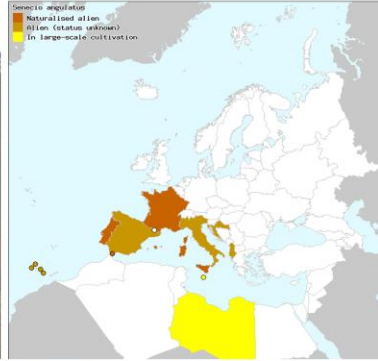 Senecio angulatus
Naturalised alien
Alien (status unknown)
In large-scale cultivation